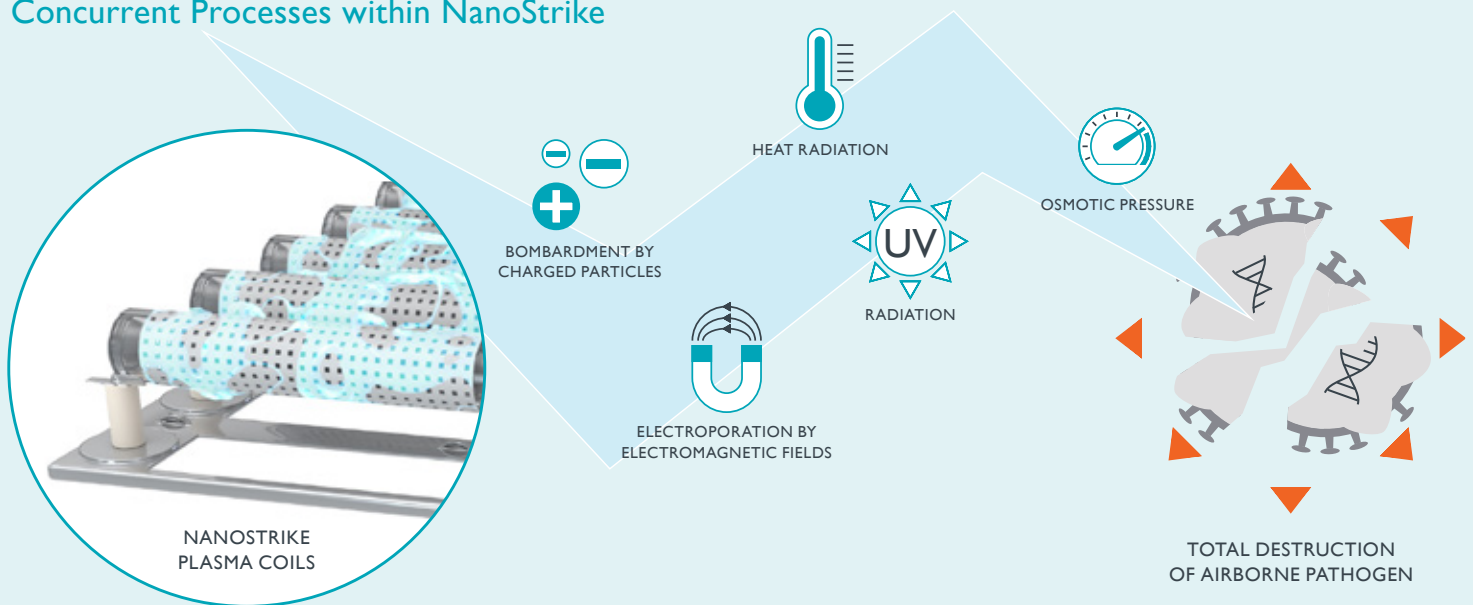 Concurrent Processes within NanoStrike
HEAT RADIATION
BOMBARDMENT BY
CHARGED PARTICLES
OSMOTIC PRESSURE
UV
RADIATION
ELECTROPORATION BY
ELECTROMAGNETIC FIELDS
NANOSTRIKE
PLASMA COILS
TOTAL DESTRUCTION
OF AIRBORNE PATHOGEN